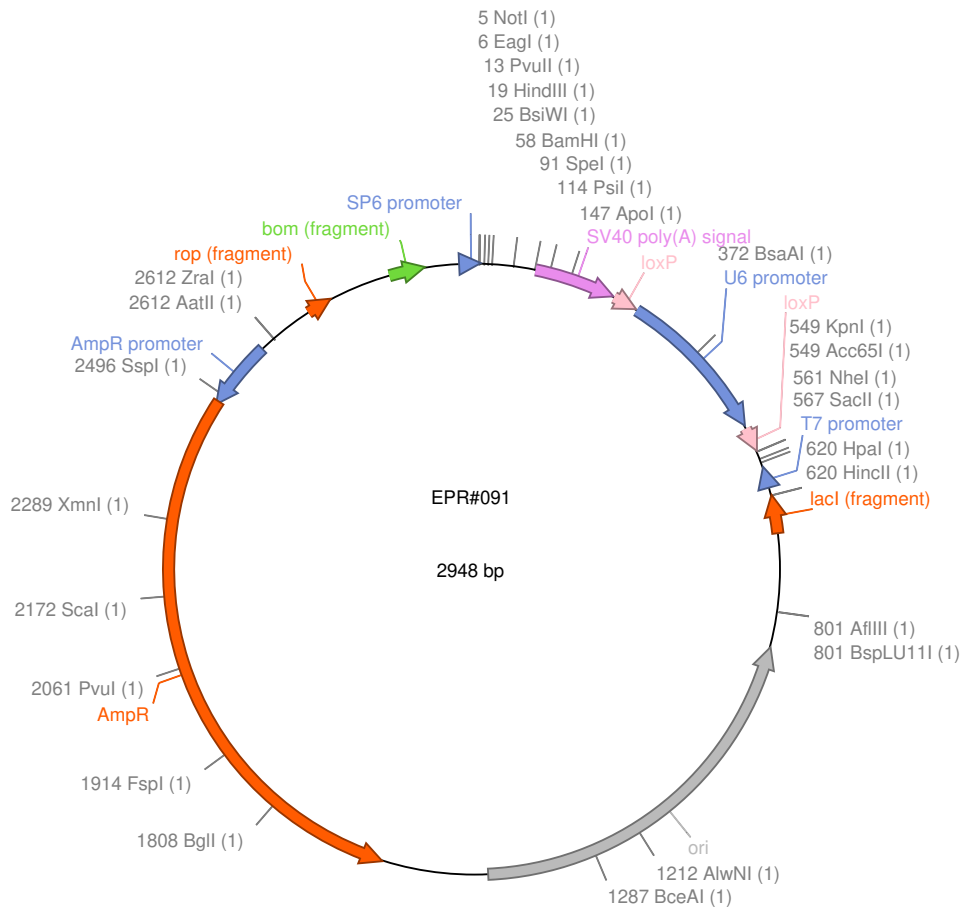 5 NotI (1)
6 EagI (1)
13 PvuII (1)
19 HindIII (1)
25 BsiWI (1)
58 BamHI (1)
91 SpeI (1)
114 PsiI (1)
147 ApoI (1)
SP6 promoter
bom (fragment)
SV40 poly(A) signal
rop (fragment)
372 BsaAI (1)
loxP
2612 ZraI (1)
U6 promoter
2612 AatII (1)
loxP
549 KpnI (1)
AmpR promoter
549 Acc65I (1)
2496 SspI (1)
561 NheI (1)
567 SacII (1)
T7 promoter
620 HpaI (1)
620 HincII (1)
lacI (fragment)
2289 XmnI (1)
EPR#091
2948 bp
2172 ScaI (1)
801 AflIII (1)
801 BspLU11I (1)
2061 PvuI (1)
AmpR
1914 FspI (1)
1808 BglI (1)
ori
1212 AlwNI (1)
1287 BceAI (1)